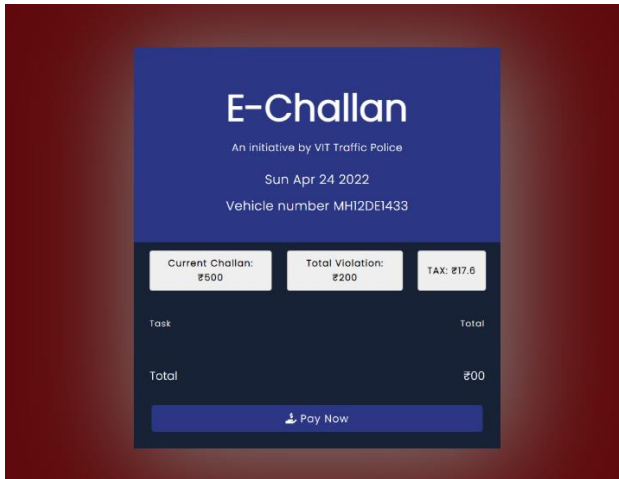 E-Challan
An initiative by VIT Traffic Police
Sun Apr 24 2022
Vehicle number MH12DE1433
Current Challan:
₹500
Total Violation:
₹200
TAX: ₹17.6
Task Total
Total ₹00
Pay Now